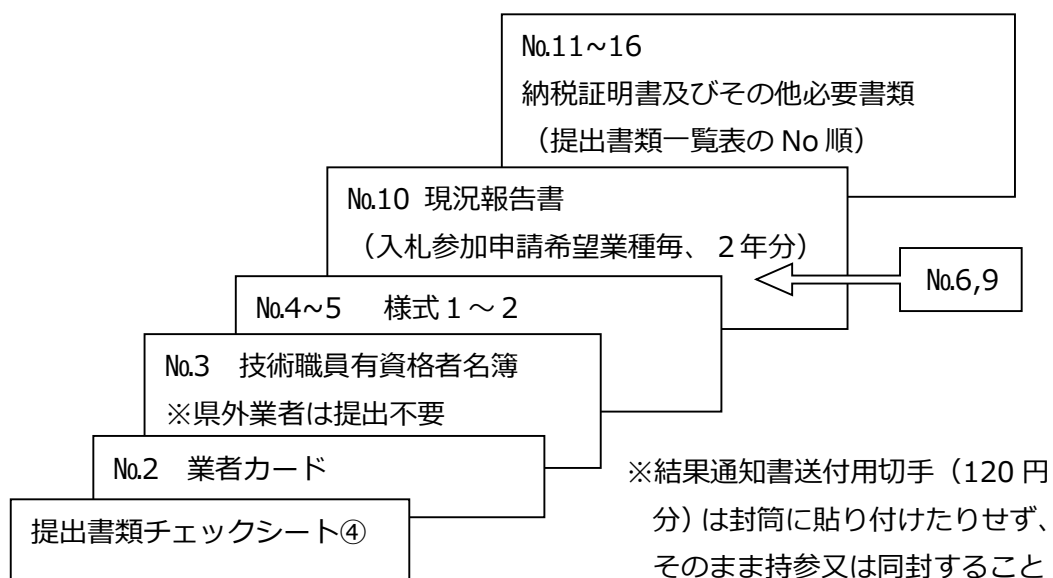 №11~16
納税証明書及びその他必要書類
（提出書類一覧表の No 順）
№10 現況報告書
（入札参加申請希望業種毎、２年分）
№6,9
№4~5　様式１～２
№3　技術職員有資格者名簿
※県外業者は提出不要
№2　業者カード
提出書類チェックシート④
※結果通知書送付用切手（120 円
分）は封筒に貼り付けたりせず、
そのまま持参又は同封すること